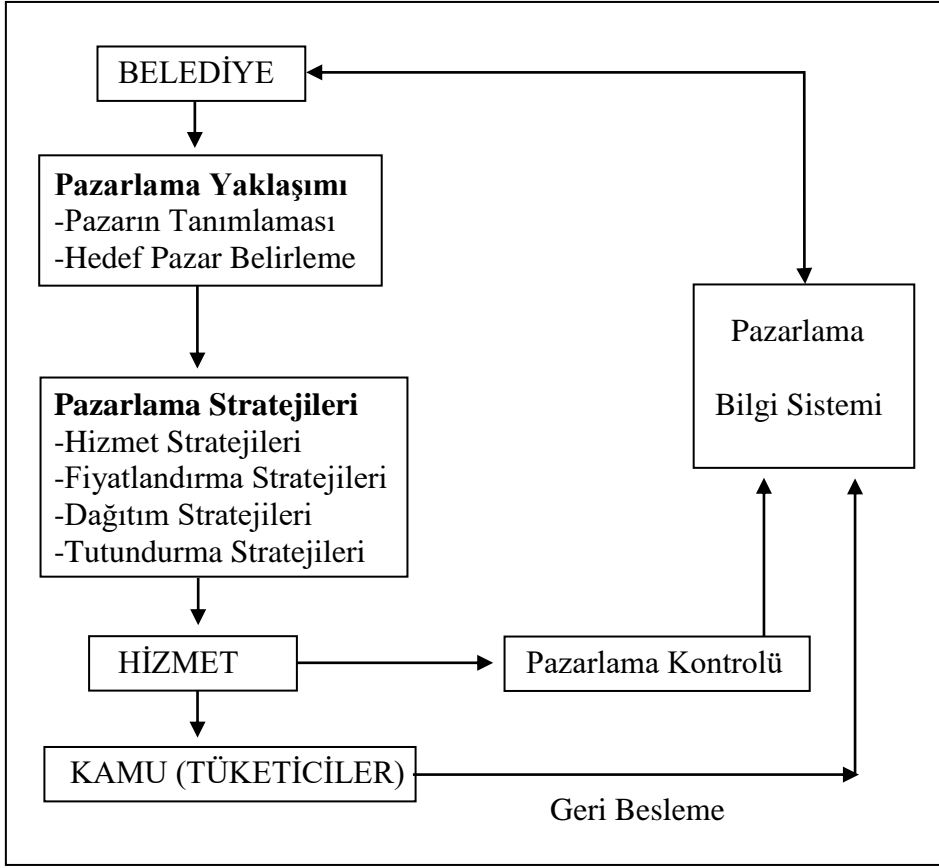 BELEDİYE
Pazarlama Yaklaşımı
-Pazarın Tanımlaması
-Hedef Pazar Belirleme
Pazarlama
Bilgi Sistemi
Pazarlama Stratejileri
-Hizmet Stratejileri
-Fiyatlandırma Stratejileri
-Dağıtım Stratejileri
-Tutundurma Stratejileri
HİZMET
Pazarlama Kontrolü
KAMU (TÜKETİCİLER)
Geri Besleme